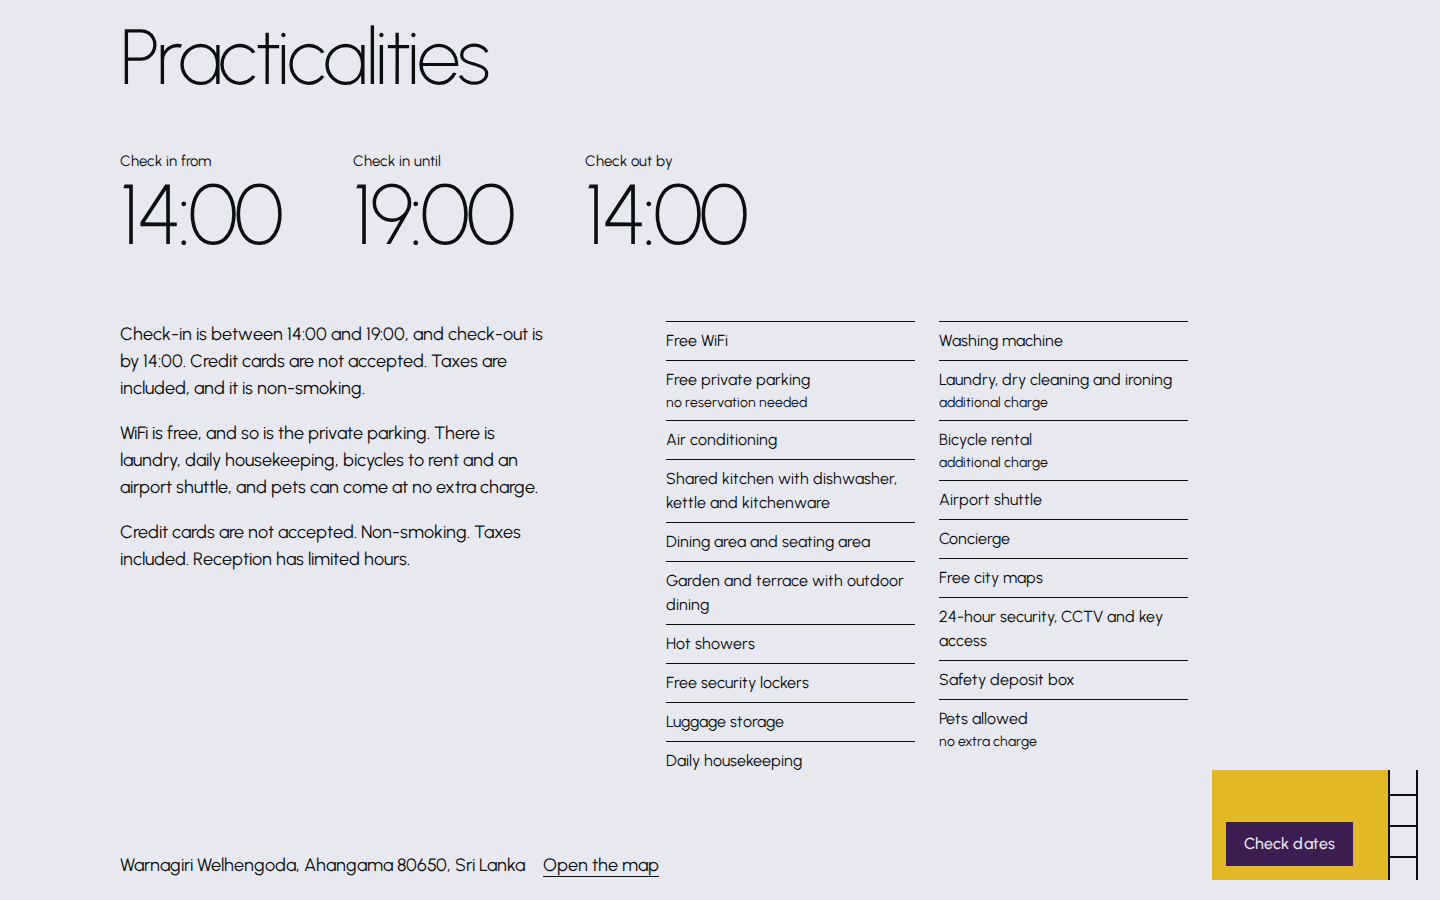 Practicalities
Check in from
14:00
Check in until
19:00
Check out by
14:00
Check-in is between 14:00 and 19:00, and check-out is
by 14:00. Credit cards are not accepted. Taxes are
included, and it is non-smoking.
WiFi is free, and so is the private parking. There is
laundry, daily housekeeping, bicycles to rent and an
airport shuttle, and pets can come at no extra charge.
Credit cards are not accepted. Non-smoking. Taxes
included. Reception has limited hours.
Free WiFi
Free private parking
no reservation needed
Air conditioning
Shared kitchen with dishwasher,
kettle and kitchenware
Dining area and seating area
Garden and terrace with outdoor
dining
Hot showers
Free security lockers
Luggage storage
Daily housekeeping
Washing machine
Laundry, dry cleaning and ironing
additional charge
Bicycle rental
additional charge
Airport shuttle
Concierge
Free city maps
24-hour security, CCTV and key
access
Safety deposit box
Pets allowed
no extra charge
Check dates
Warnagiri Welhengoda, Ahangama 80650, Sri Lanka Open the map